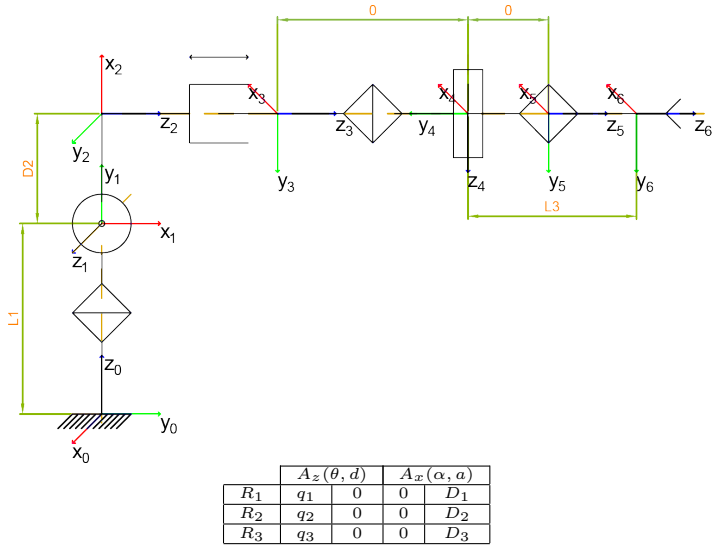 0 0
x2
x3 x4 x5 x6
z2 z3 y4 z5 z6
y2
D2
y1 y3 z4 y5 y6
L3
x1
z1
L1
z0
y0
x0
Az(θ, d) Ax(α, a)
R1 q1 0 0 D1
R2 q2 0 0 D2
R3 q3 0 0 D3